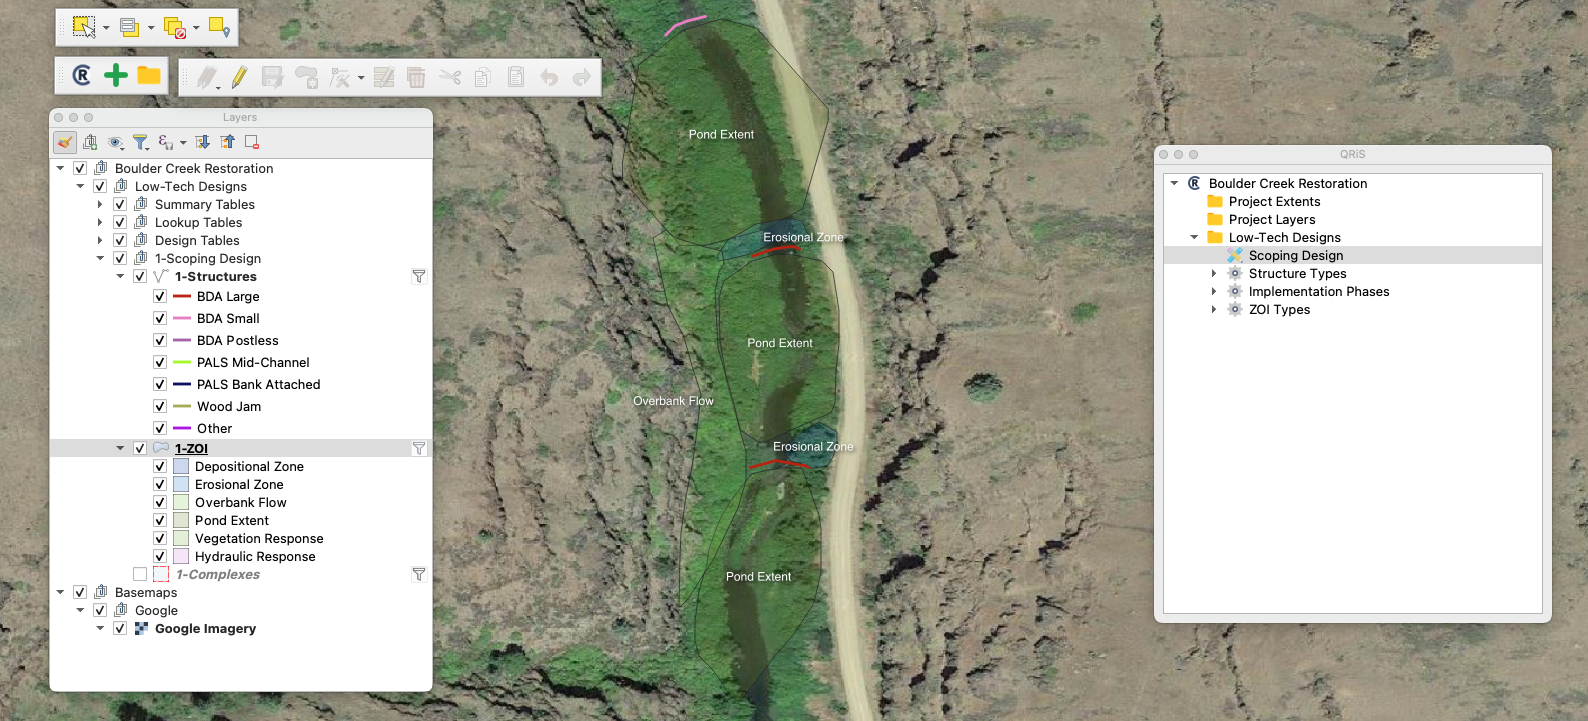 Layers
Boulder Creek Restoration
Low-Tech Designs
Summary Tables
Lookup Tables
Design Tables
1-Scoping Design
1-Structures
BDA Large
BDA Small
BDA Postless
PALS Mid-Channel
PALS Bank Attached
Wood Jam
Other
1-ZOI
Depositional Zone
Erosional Zone
Overbank Flow
Pond Extent
Vegetation Response
Hydraulic Response
1-Complexes
Basemaps
Google
Google Imagery
Pond Extent
Erosional Zone
Pond Extent
Overbank Flow
Erosional Zone
Pond Extent
QRiS
Boulder Creek Restoration
Project Extents
Project Layers
Low-Tech Designs
Scoping Design
Structure Types
Implementation Phases
ZOI Types